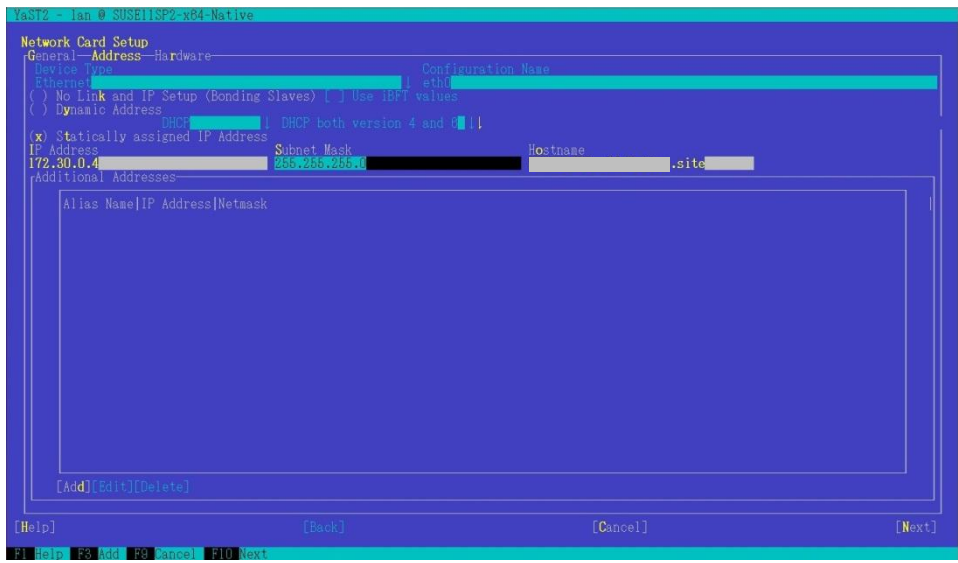 YaST2 - lan @ SUSE11SP2-x64-Native
Network Card Setup
General—Address—Hardware
Device Type Configuration Name
Ethernet eth0
( ) No Link and IP Setup (Bonding Slaves) [ ] Use iBFT values
( ) Dynamic Address
DHCP↓ DHCP both version 4 and 6↓↓
(x) Statically assigned IP Address
IP Address Subnet Mask Hostname
172.30.0.4 255.255.255.0 .site
Additional Addresses
Alias Name|IP Address|Netmask
[Add][Edit][Delete]
[Help] [Back] [Cancel] [Next]
F1 Help F3 Add F9 Cancel F10 Next